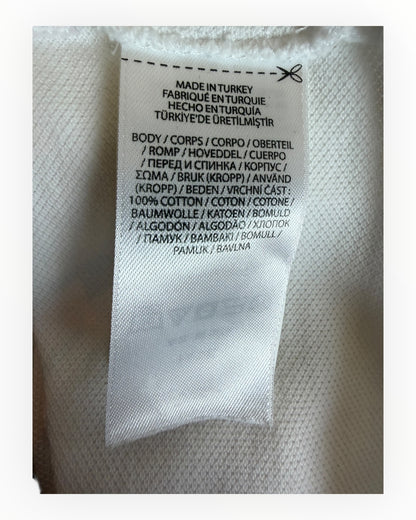 MADE IN TURKEY
FABRIQUÉ EN TURQUIE
HECHO EN TURQUÍA
TÜRKİYE'DE ÜRETİLMİŞTİR
BODY / CORPS / CORPO / OBERTEIL
/ ROMP / HOVEDDEL / CUERPO
/ ПЕРЕД И СПИНКА / КОРПУС /
ΣΩΜΑ / BRUK (KROPP) / ANVÄND
(KROPP) / BEDEN / VRCHNÍ ČÁST :
100% COTTON / COTON / COTONE /
BAUMWOLLE / KATOEN / BOMULD
/ ALGODÓN / ALGODÃO / ХЛОПОК
/ ПАМУК / ΒΑΜΒΑΚΙ / BOMULL /
PAMUK / BAVLNA